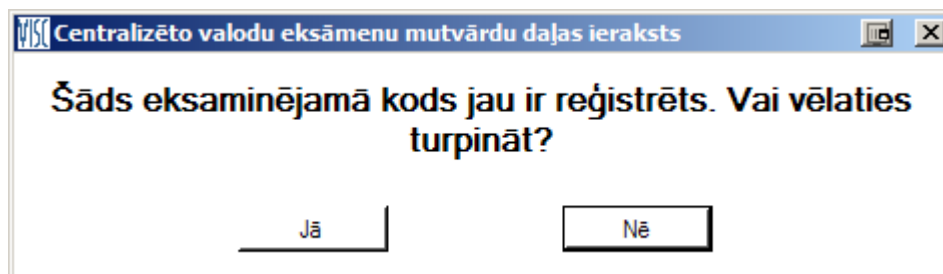 VISC Centralizēto valodu eksāmenu mutvārdu daļas ieraksts
Šāds eksaminējamā kods jau ir reģistrēts. Vai vēlaties
turpināt?
Jā Nē